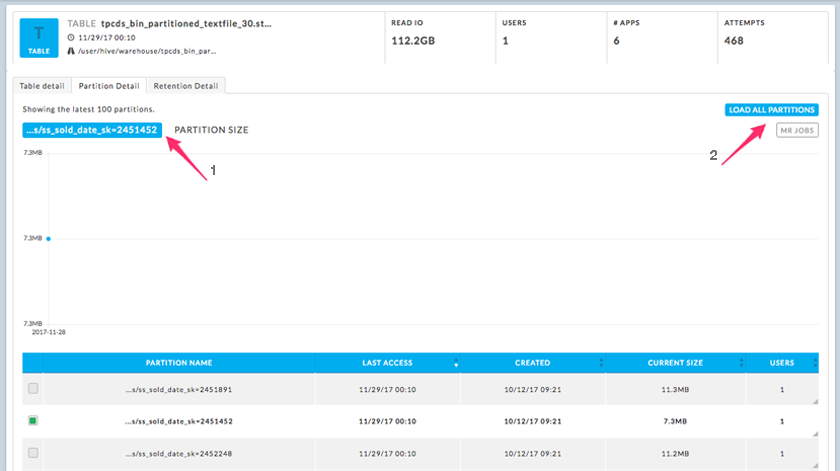 T
TABLE
TABLE tpcds_bin_partitioned_textfile_30.st...
11/29/17 00:10
/user/hive/warehouse/tpcds_bin_par...
READ IO
112.2GB
USERS
1
# APPS
6
ATTEMPTS
468
Table detail Partition Detail Retention Detail
Showing the latest 100 partitions.
LOAD ALL PARTITIONS
...s/ss_sold_date_sk=2451452 PARTITION SIZE
MR JOBS
1
2
7.3MB
7.3MB
7.3MB
2017-11-28
PARTITION NAME LAST ACCESS CREATED CURRENT SIZE USERS
...s/ss_sold_date_sk=2451891 11/29/17 00:10 10/12/17 09:21 11.3MB 1
...s/ss_sold_date_sk=2451452 11/29/17 00:10 10/12/17 09:21 7.3MB 1
...s/ss_sold_date_sk=2452248 11/29/17 00:10 10/12/17 09:21 11.2MB 1